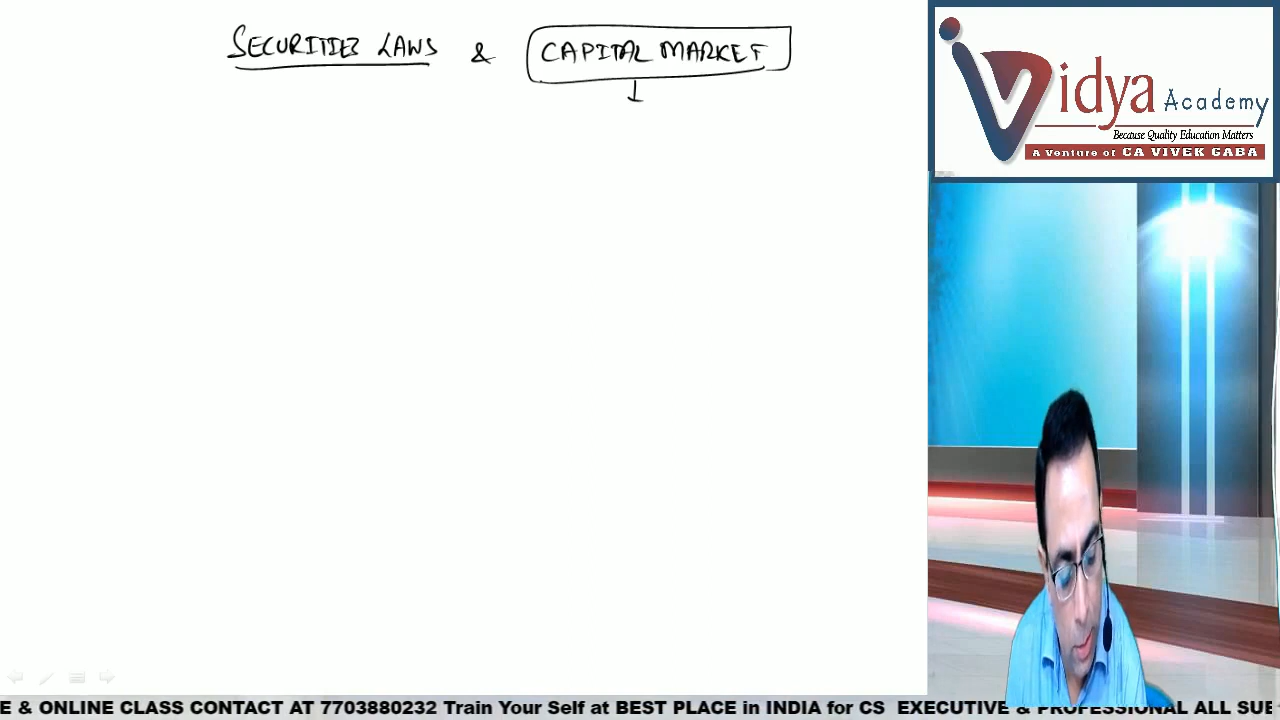 SECURITIES LAWS & CAPITAL MARKET
Vidya Academy
Because Quality Education Matters
A Venture of CA VIVEK GABA
E & ONLINE CLASS CONTACT AT 7703880232 Train Your Self at BEST PLACE in INDIA for CS EXECUTIVE & PROFESSIONAL ALL SUB